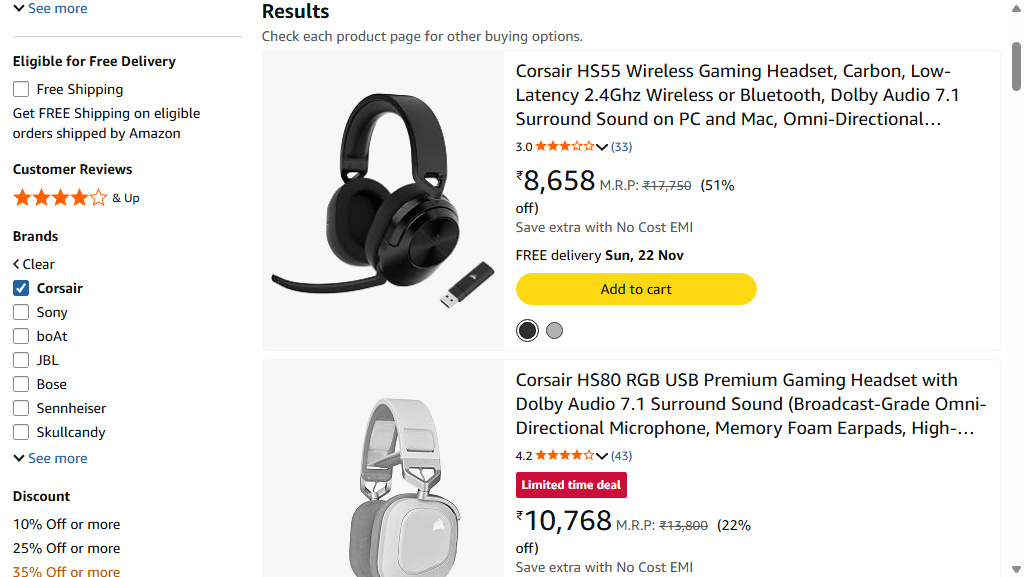 See more
Eligible for Free Delivery
Free Shipping
Get FREE Shipping on eligible
orders shipped by Amazon
Customer Reviews
& Up
Brands
Clear
Corsair
Sony
boAt
JBL
Bose
Sennheiser
Skullcandy
See more
Discount
10% Off or more
25% Off or more
35% Off or more
Results
Check each product page for other buying options.
Corsair HS55 Wireless Gaming Headset, Carbon, Low-
Latency 2.4Ghz Wireless or Bluetooth, Dolby Audio 7.1
Surround Sound on PC and Mac, Omni-Directional…
3.0 (33)
₹8,658 M.R.P: ₹17,750 (51%
off)
Save extra with No Cost EMI
FREE delivery Sun, 22 Nov
Add to cart
Corsair HS80 RGB USB Premium Gaming Headset with
Dolby Audio 7.1 Surround Sound (Broadcast-Grade Omni-
Directional Microphone, Memory Foam Earpads, High-…
4.2 (43)
Limited time deal
₹10,768 M.R.P: ₹13,800 (22%
off)
Save extra with No Cost EMI